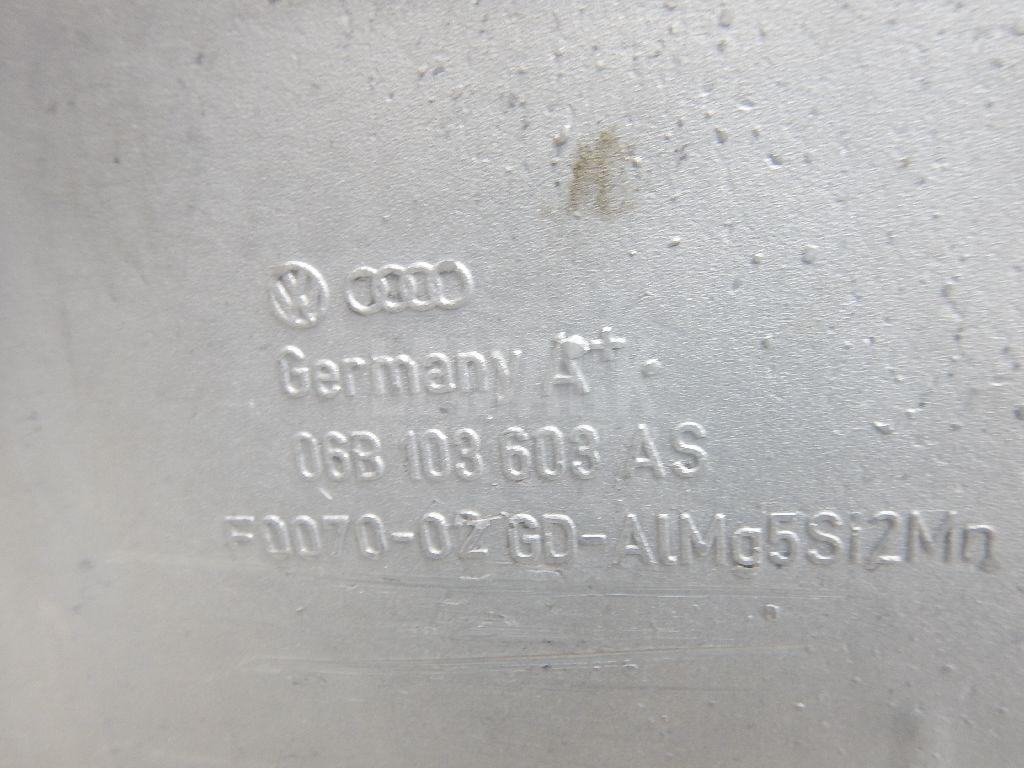 Germany A+
06B 103 603 AS
F0070-02 GD-AlMg5Si2Mn